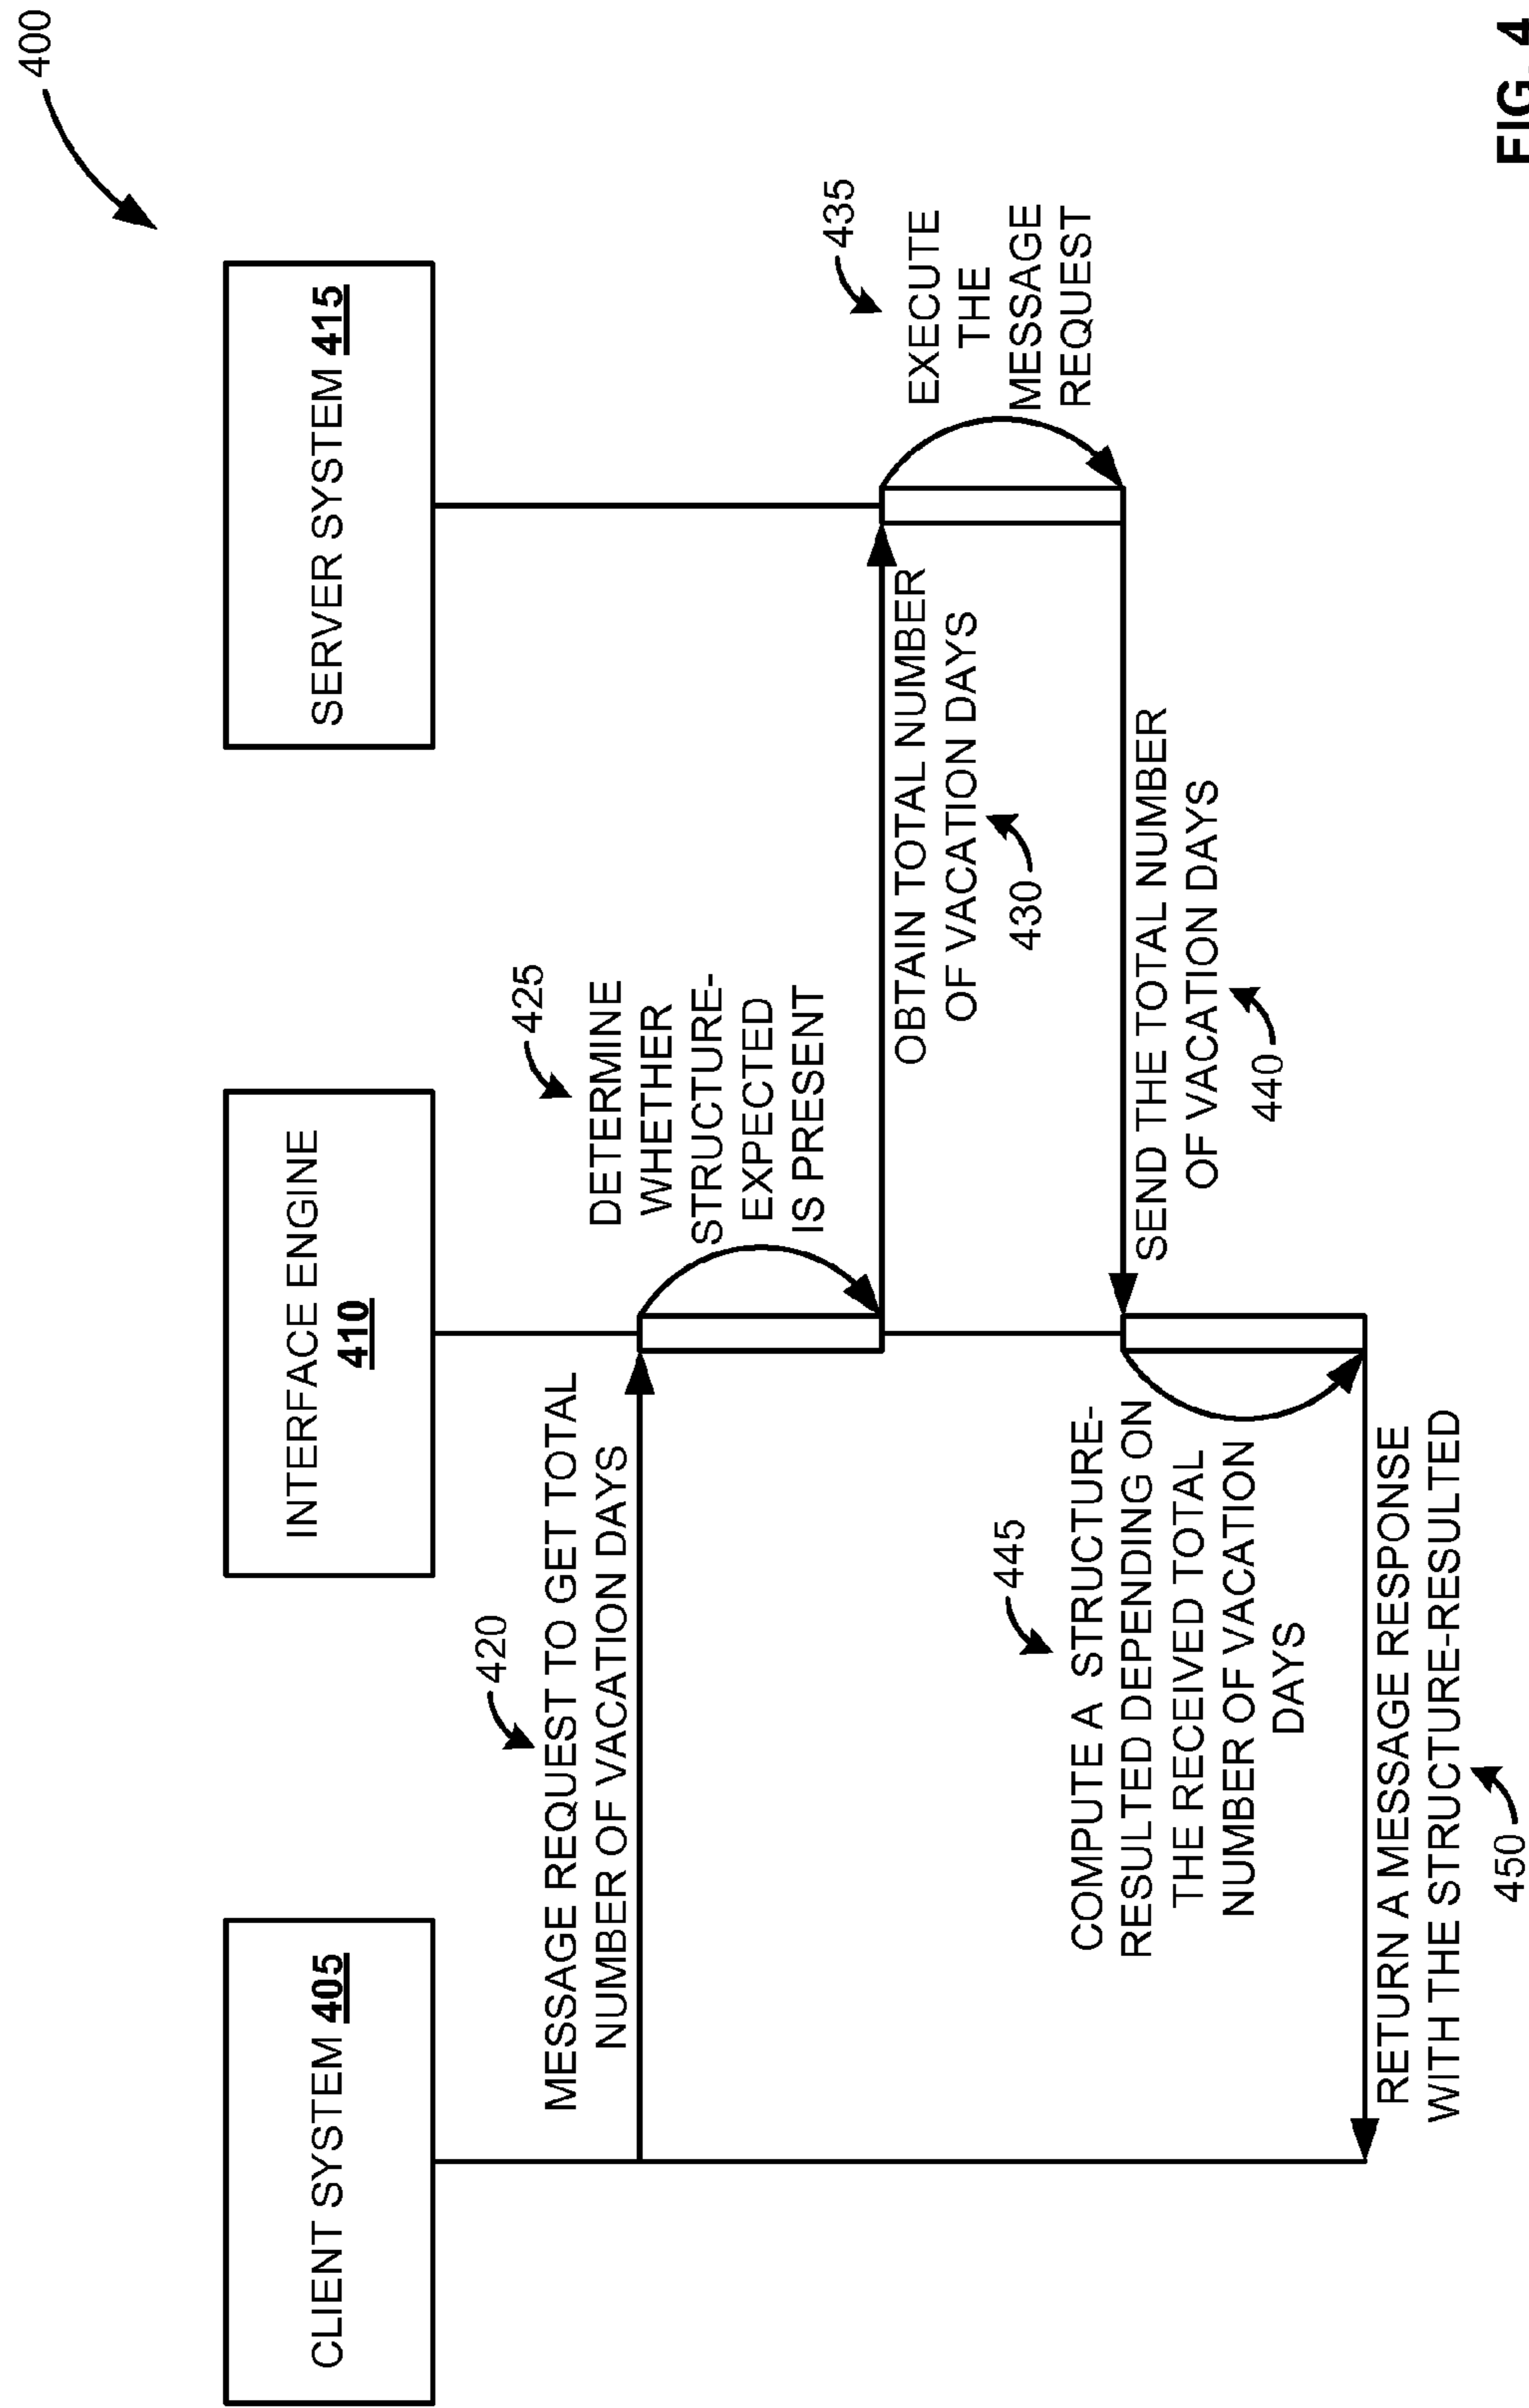 400
CLIENT SYSTEM 405
INTERFACE ENGINE
410
SERVER SYSTEM 415
420
MESSAGE REQUEST TO GET TOTAL
NUMBER OF VACATION DAYS
425
DETERMINE
WHETHER
STRUCTURE-
EXPECTED
IS PRESENT
OBTAIN TOTAL NUMBER
OF VACATION DAYS
430
435
EXECUTE
THE
MESSAGE
REQUEST
SEND THE TOTAL NUMBER
OF VACATION DAYS
440
445
COMPUTE A STRUCTURE-
RESULTED DEPENDING ON
THE RECEIVED TOTAL
NUMBER OF VACATION
DAYS
RETURN A MESSAGE RESPONSE
WITH THE STRUCTURE-RESULTED
450
FIG. 4